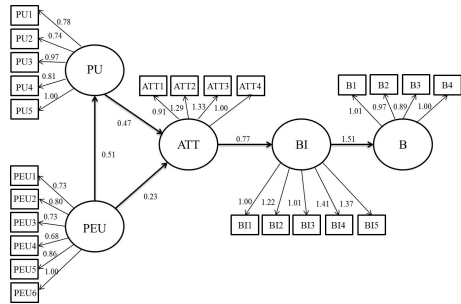 PU1
PU2
PU3
PU4
PU5
0.78
0.74
0.97
0.81
1.00
PU
ATT1
ATT2
ATT3
ATT4
0.91
1.29
1.33
1.00
B1
B2
B3
B4
1.01
0.97
0.89
1.00
0.47
ATT
0.77
BI
1.51
B
0.51
0.23
PEU1
PEU2
PEU3
PEU4
PEU5
PEU6
0.73
0.80
0.73
0.68
0.86
1.00
PEU
1.00
1.22
1.01
1.41
1.37
BI1
BI2
BI3
BI4
BI5